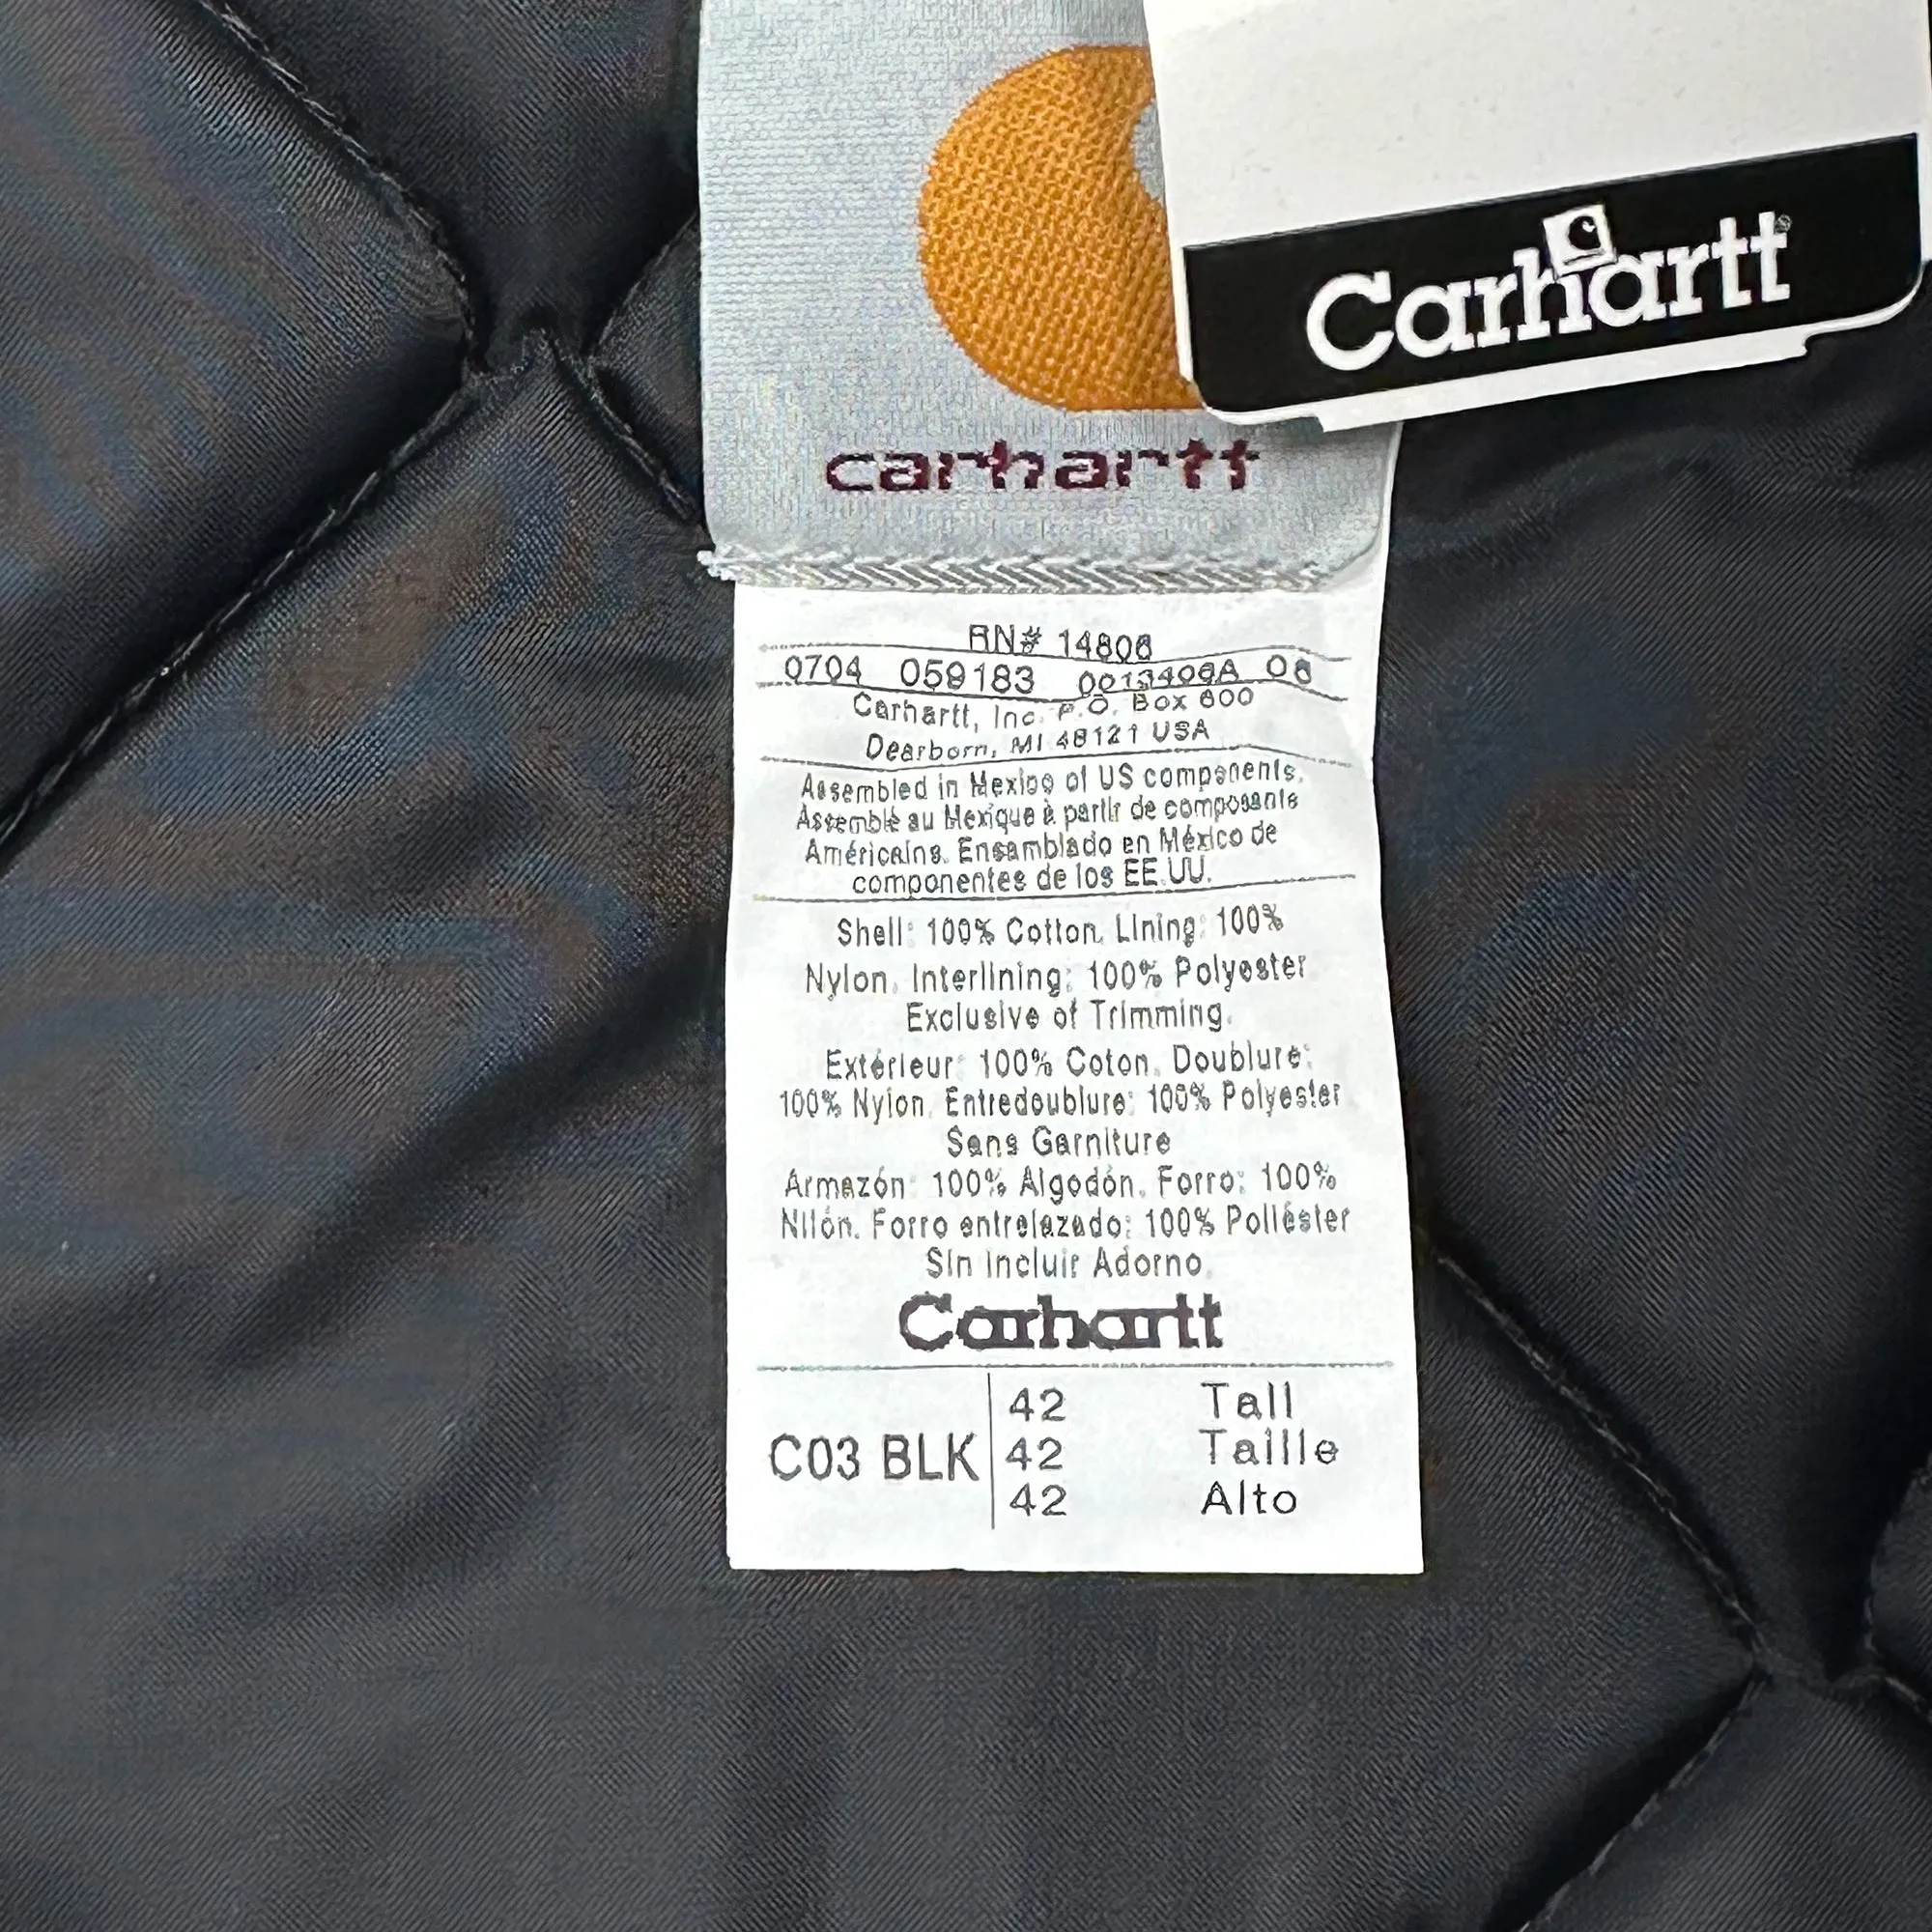 Carhartt
carhartt
RN# 14806
0704 059183 0013409A 06
Carhartt, Inc. P.O. Box 600
Dearborn, MI 48121 USA
Assembled in Mexico of US components.
Assemblé au Mexique à partir de composants
Américains. Ensamblado en México de
componentes de los EE.UU.
Shell: 100% Cotton. Lining: 100%
Nylon. Interlining: 100% Polyester
Exclusive of Trimming.
Extérieur: 100% Coton. Doublure:
100% Nylon. Entredoublure: 100% Polyester
Sans Garniture
Armazón: 100% Algodón. Forro: 100%
Nilón. Forro entrelazado: 100% Poliéster
Sin incluir Adorno.
Carhartt
C03 BLK
42 Tall
42 Taille
42 Alto